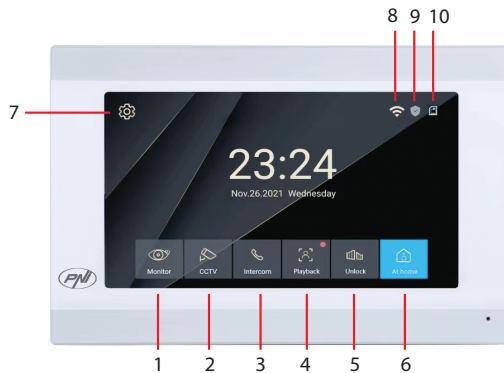 8 9 10
7
23:24
Nov.26.2021 Wednesday
Monitor CCTV Intercom Playback Unlock At home
PNI
1 2 3 4 5 6